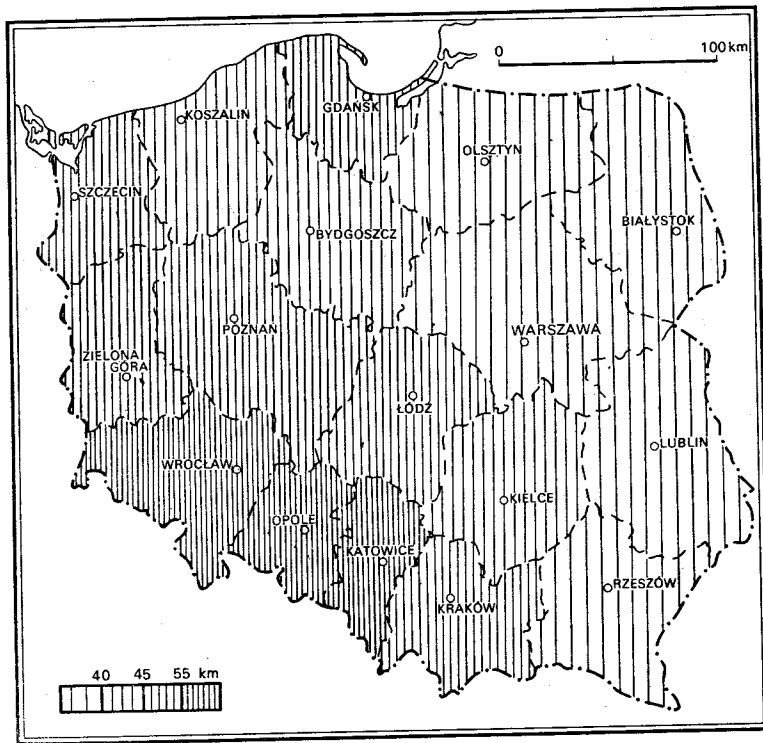 0 100 km
GDAŃSK
KOSZALIN
OLSZTYN
SZCZECIN
BIAŁYSTOK
BYDGOSZCZ
POZNAŃ
WARSZAWA
ZIELONA
GÓRA
ŁÓDŹ
LUBLIN
WROCŁAW
KIELCE
OPOLE
KATOWICE
RZESZÓW
KRAKÓW
40 45 55 km